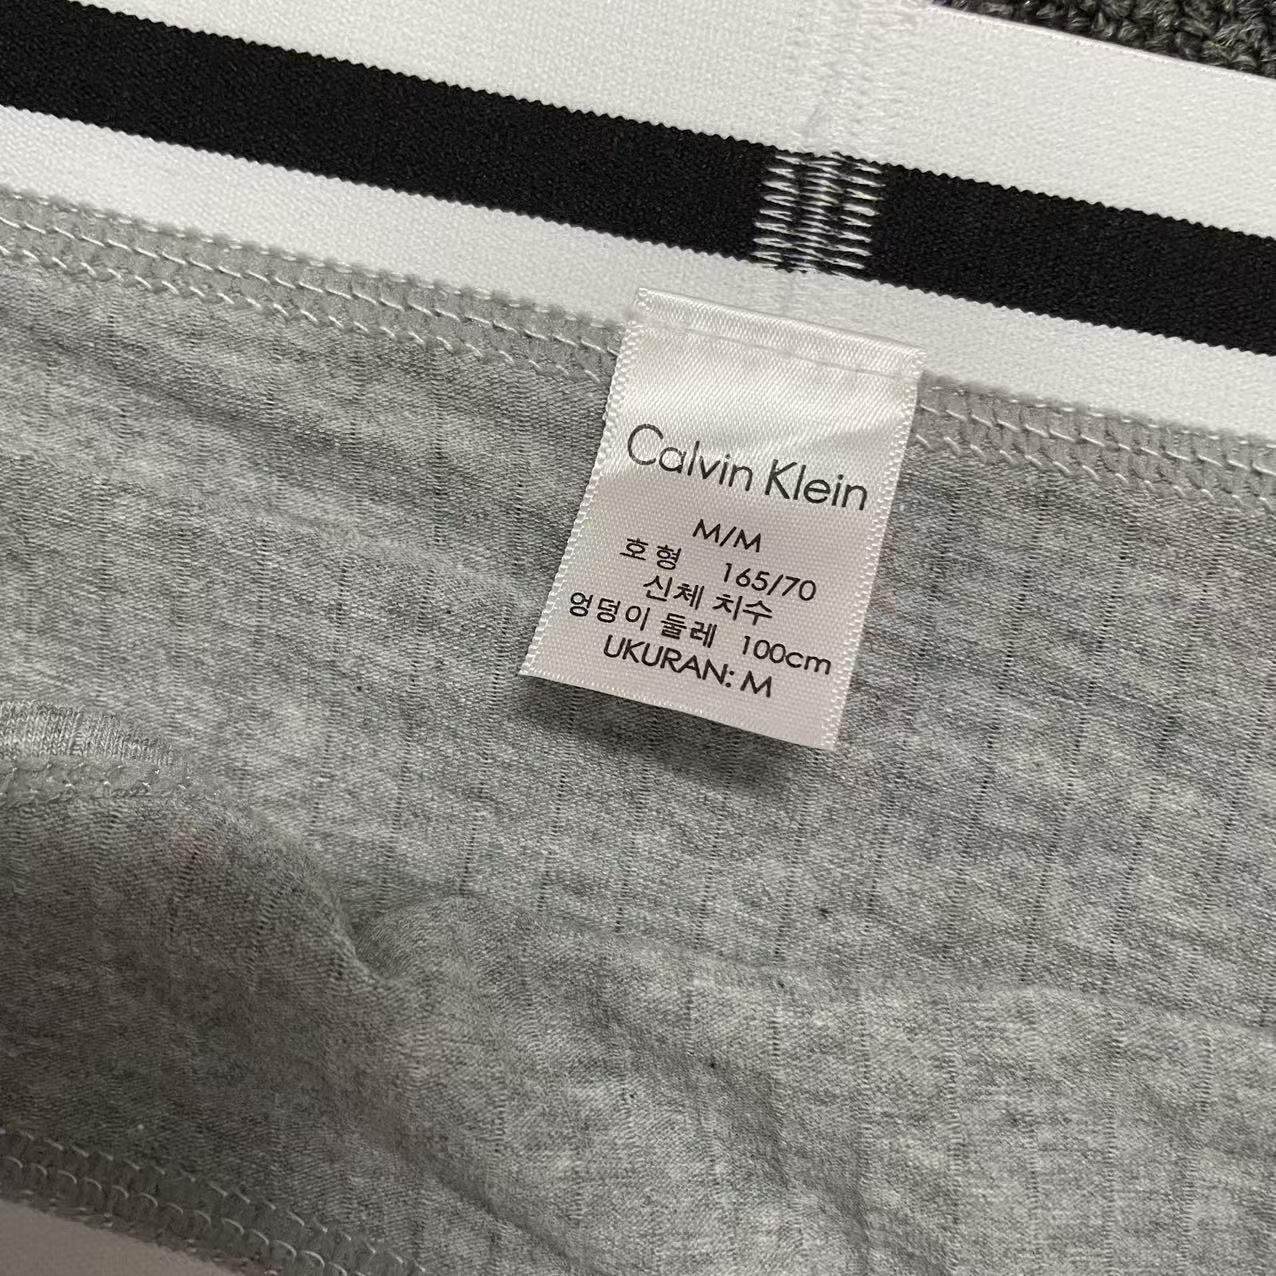 Calvin Klein
M/M
호형 165/70
신체 치수
엉덩이 둘레 100cm
UKURAN: M